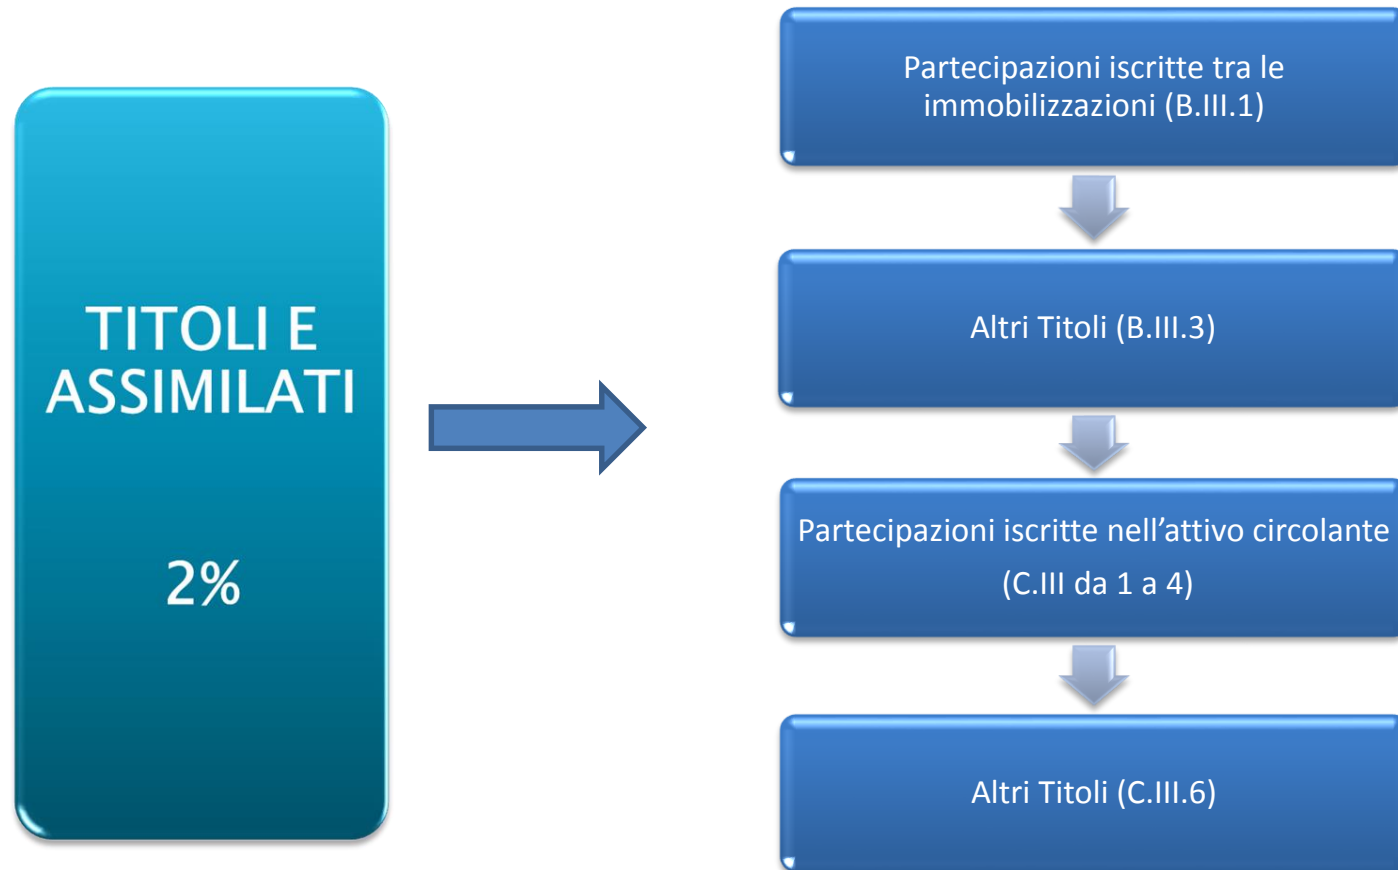 TITOLI E
ASSIMILATI
2%
Partecipazioni iscritte tra le
immobilizzazioni (B.III.1)
Altri Titoli (B.III.3)
Partecipazioni iscritte nell’attivo circolante
(C.III da 1 a 4)
Altri Titoli (C.III.6)